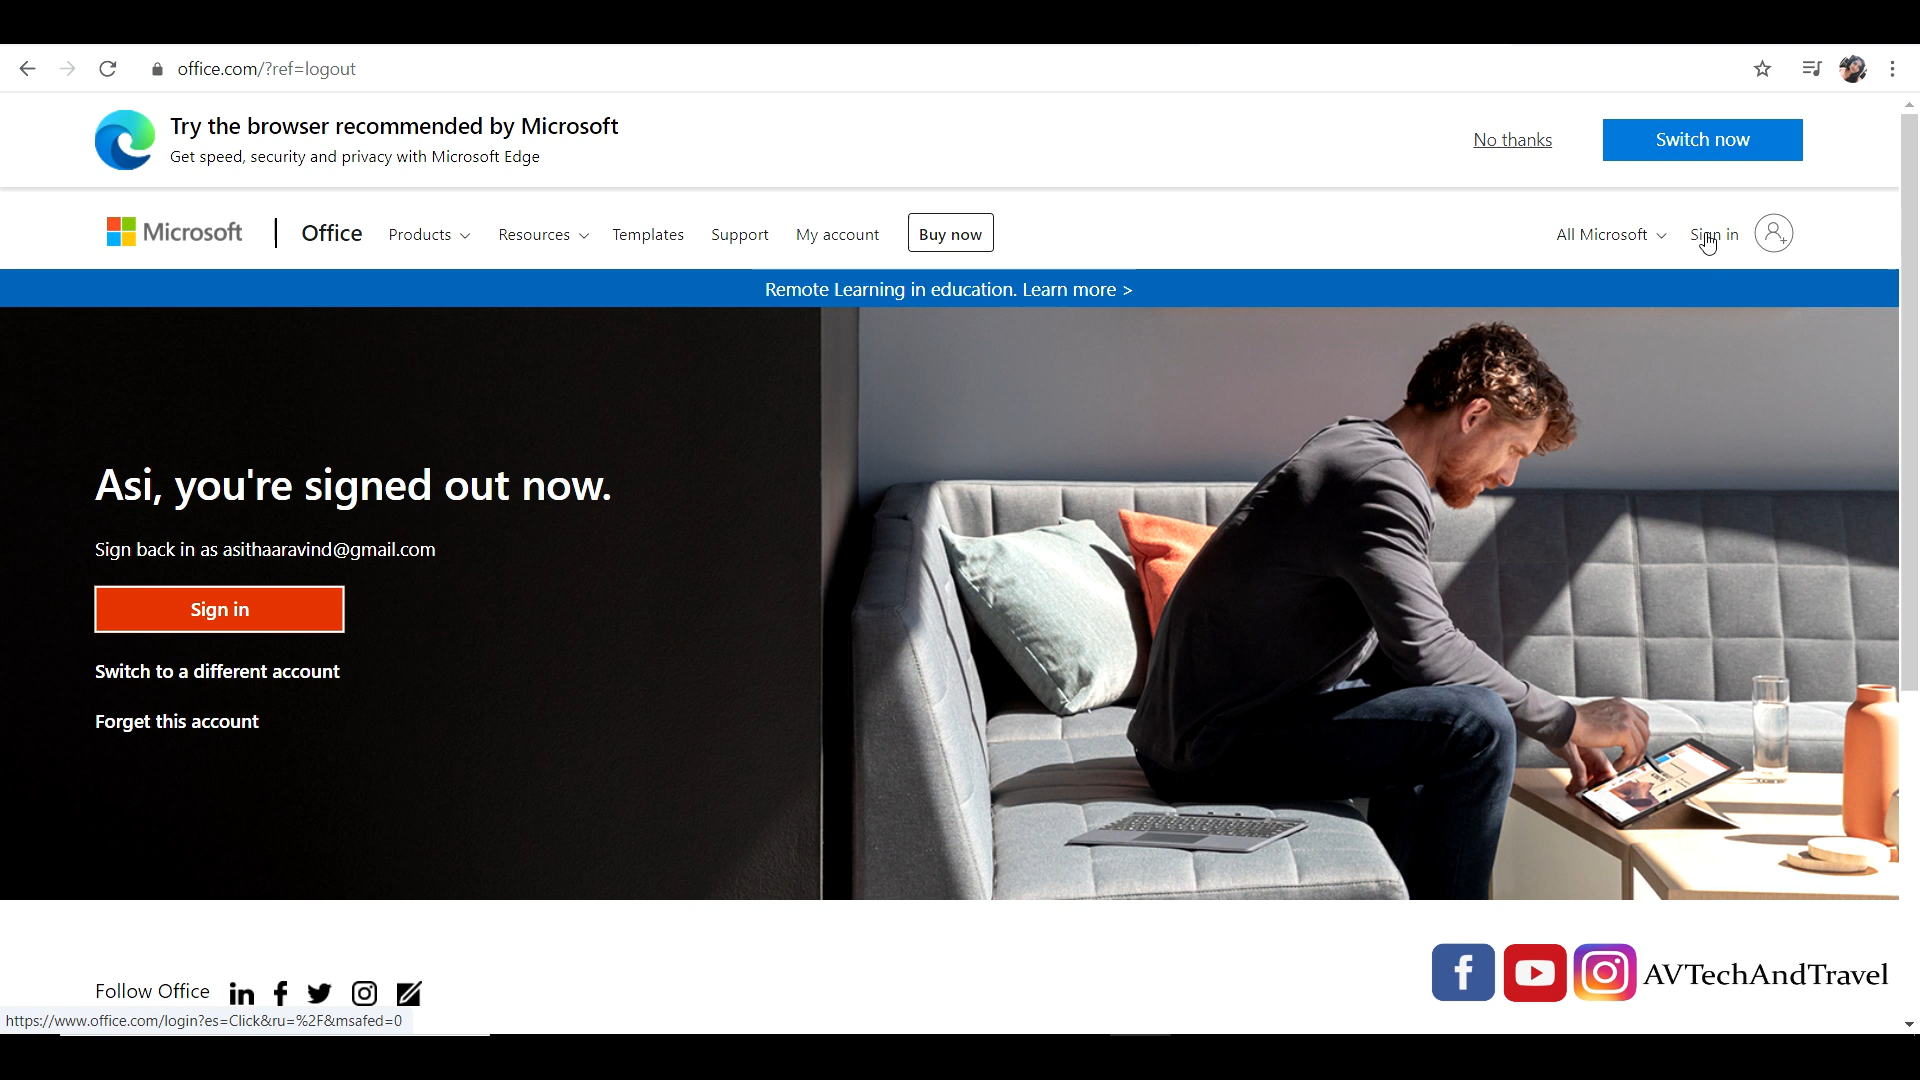 office.com/?ref=logout
Try the browser recommended by Microsoft
Get speed, security and privacy with Microsoft Edge
No thanks
Switch now
Microsoft
Office
Products
Resources
Templates
Support
My account
Buy now
All Microsoft
Sign in
Remote Learning in education. Learn more >
Asi, you're signed out now.
Sign back in as asithaaravind@gmail.com
Sign in
Switch to a different account
Forget this account
AVTechAndTravel
Follow Office
https://www.office.com/login?es=Click&ru=%2F&msafed=0